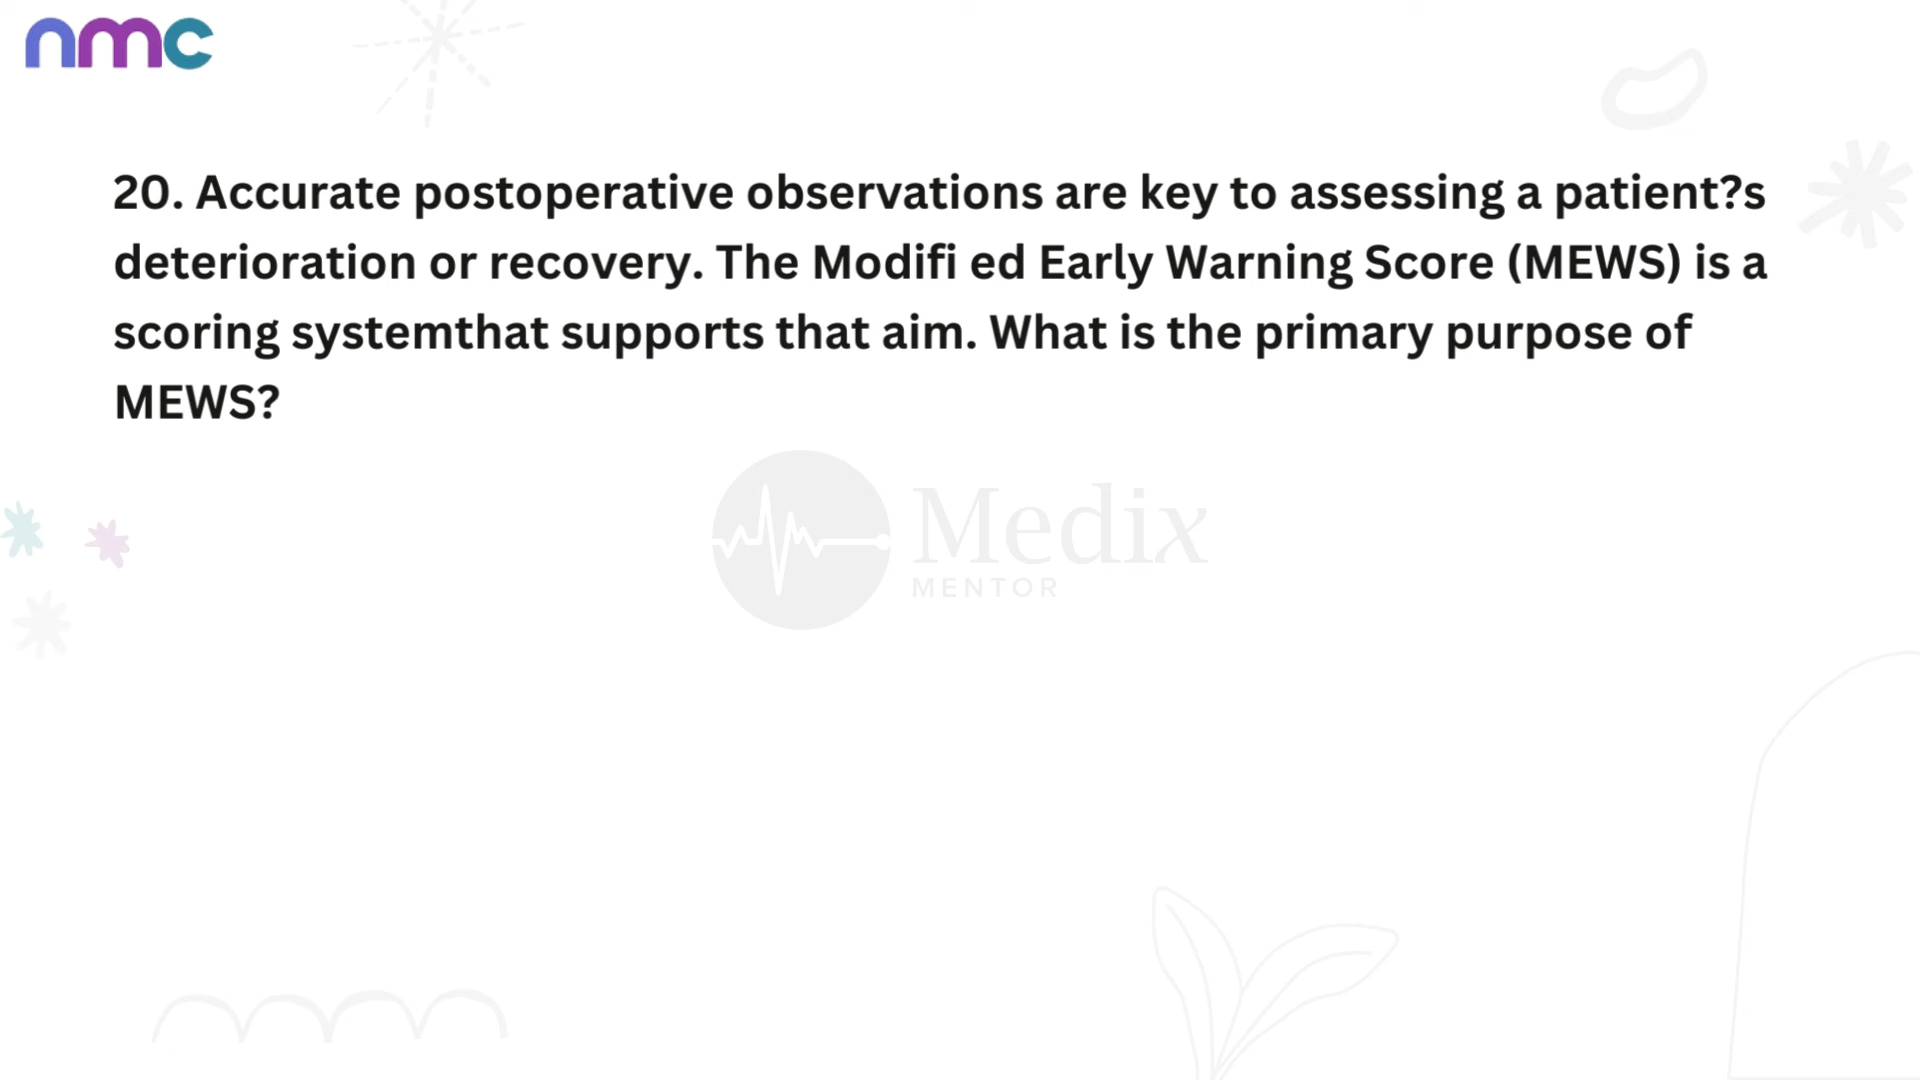 nmc
20. Accurate postoperative observations are key to assessing a patient?s
deterioration or recovery. The Modifi ed Early Warning Score (MEWS) is a
scoring systemthat supports that aim. What is the primary purpose of
MEWS?
Medix
MENTOR